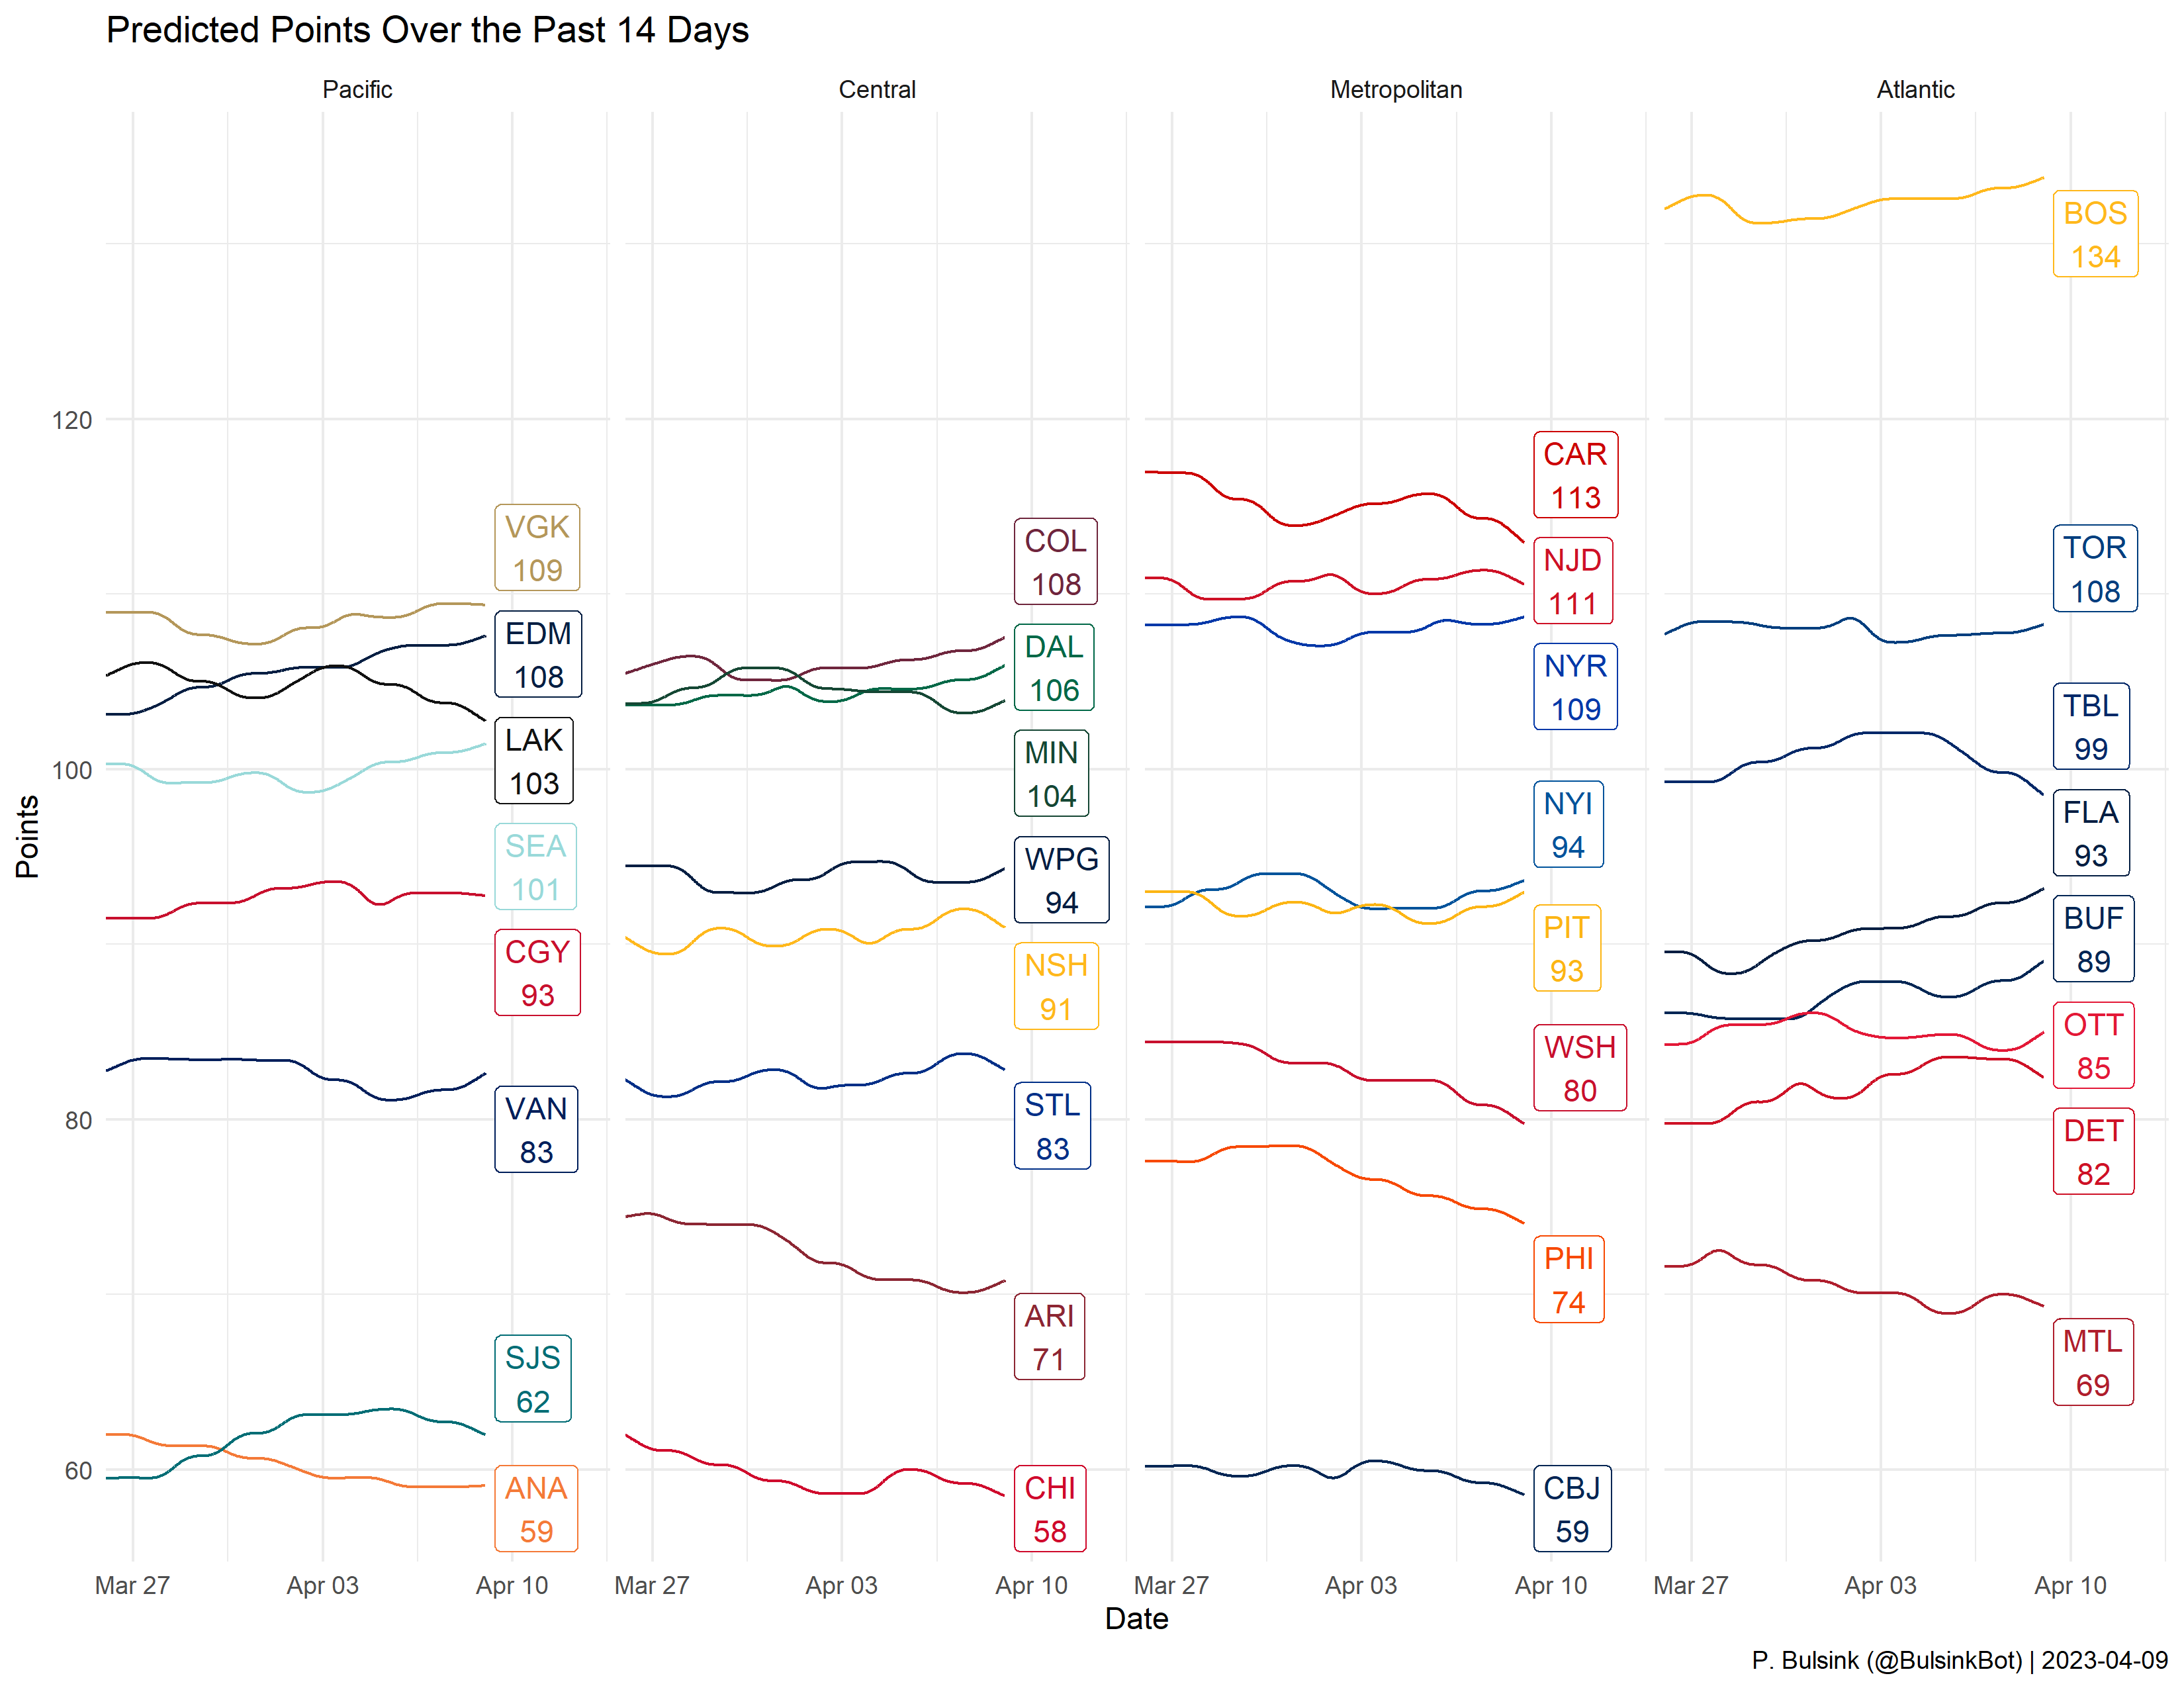 Predicted Points Over the Past 14 Days
Pacific
Central
Metropolitan
Atlantic
Points
120
100
80
60
VGK
109
EDM
108
LAK
103
SEA
101
CGY
93
VAN
83
SJS
62
ANA
59
COL
108
DAL
106
MIN
104
WPG
94
NSH
91
STL
83
ARI
71
CHI
58
CAR
113
NJD
111
NYR
109
NYI
94
PIT
93
WSH
80
PHI
74
CBJ
59
BOS
134
TOR
108
TBL
99
FLA
93
BUF
89
OTT
85
DET
82
MTL
69
Mar 27 Apr 03 Apr 10
Mar 27 Apr 03 Apr 10
Mar 27 Apr 03 Apr 10
Mar 27 Apr 03 Apr 10
Date
P. Bulsink (@BulsinkBot) | 2023-04-09